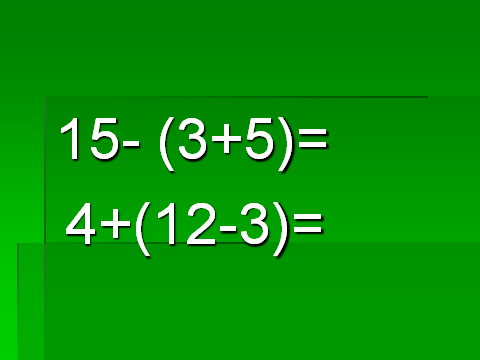 15- (3+5)=
4+(12-3)=